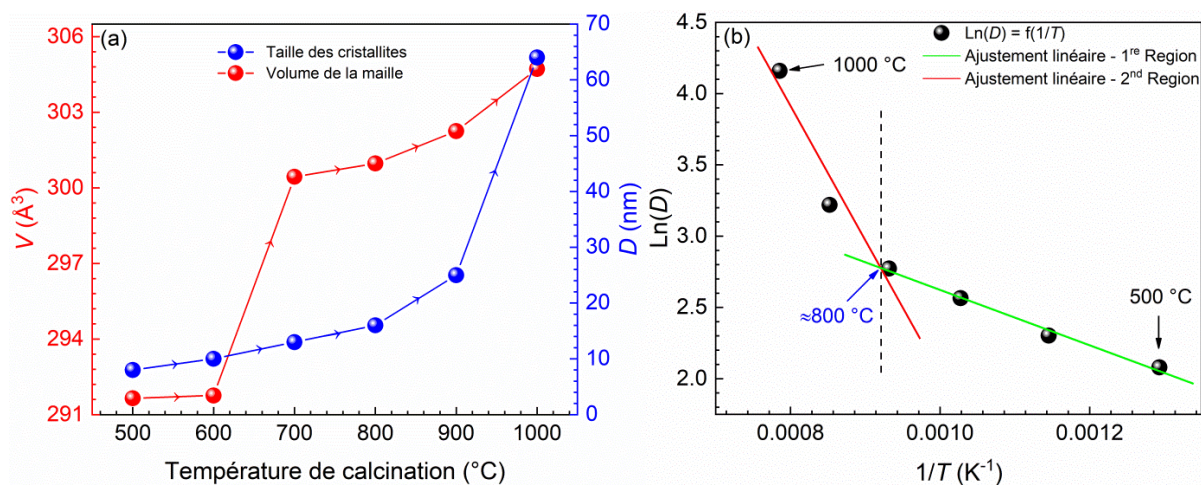 (a)
Taille des cristallites
Volume de la maille
306
303
300
297
294
291
V (Å³)
70
60
50
40
30
20
10
0
D (nm)
500 600 700 800 900 1000
Température de calcination (°C)
(b)
Ln(D) = f(1/T)
Ajustement linéaire - 1ʳᵉ Region
Ajustement linéaire - 2ⁿᵈ Region
1000 °C
≈800 °C
500 °C
4.5
4.0
3.5
3.0
2.5
2.0
Ln(D)
0.0008 0.0010 0.0012
1/T (K⁻¹)